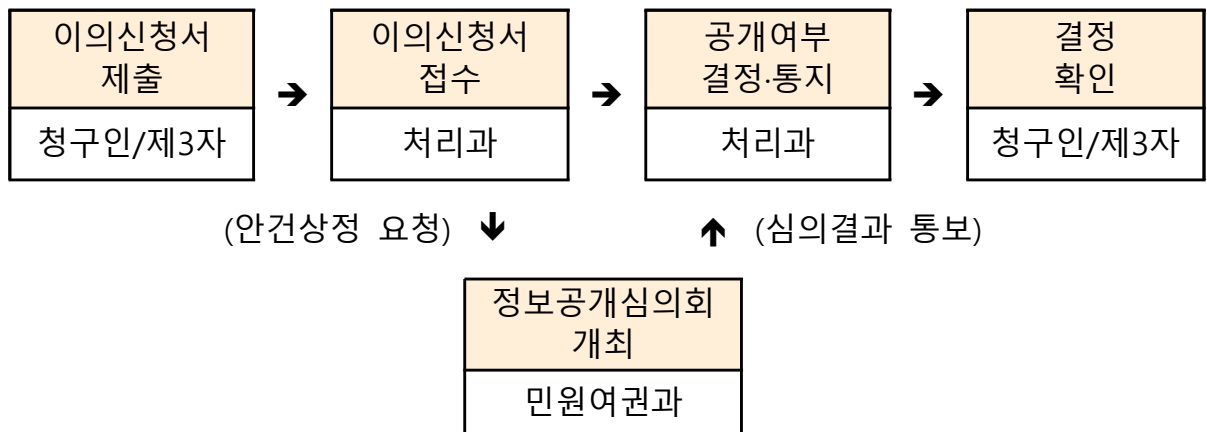 이의신청서
제출
청구인/제3자
➔
이의신청서
접수
처리과
➔
공개여부
결정·통지
처리과
➔
결정
확인
청구인/제3자
(안건상정 요청) 🡻
🡹 (심의결과 통보)
정보공개심의회
개최
민원여권과